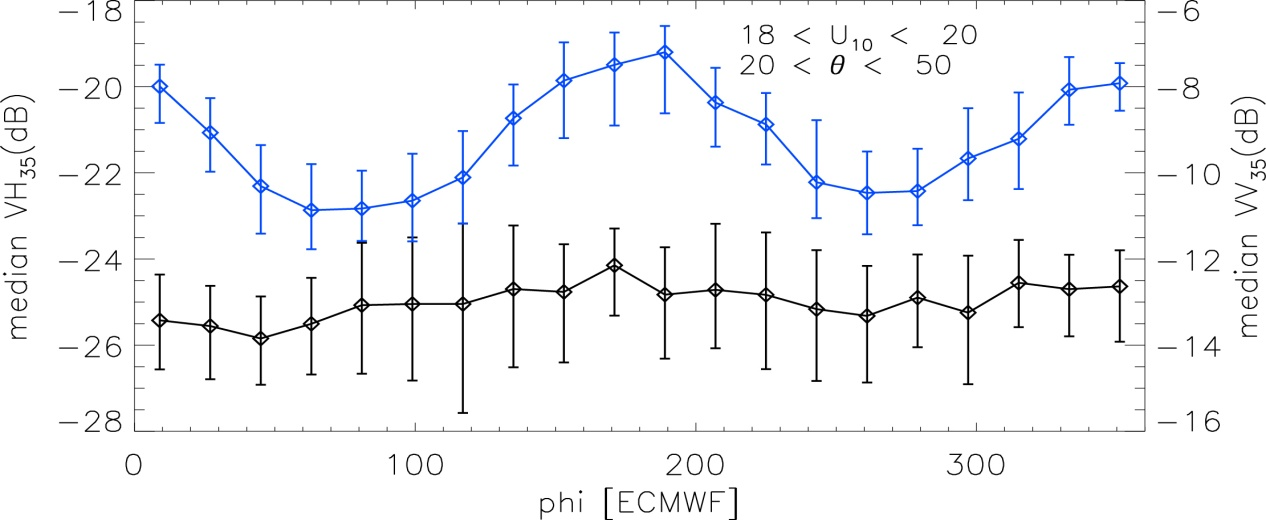 −18
−20
−22
−24
−26
−28
median VH₃₅(dB)
18 < U₁₀ < 20
20 < θ < 50
−6
−8
−10
−12
−14
−16
median VV₃₅(dB)
0 100 200 300
phi [ECMWF]